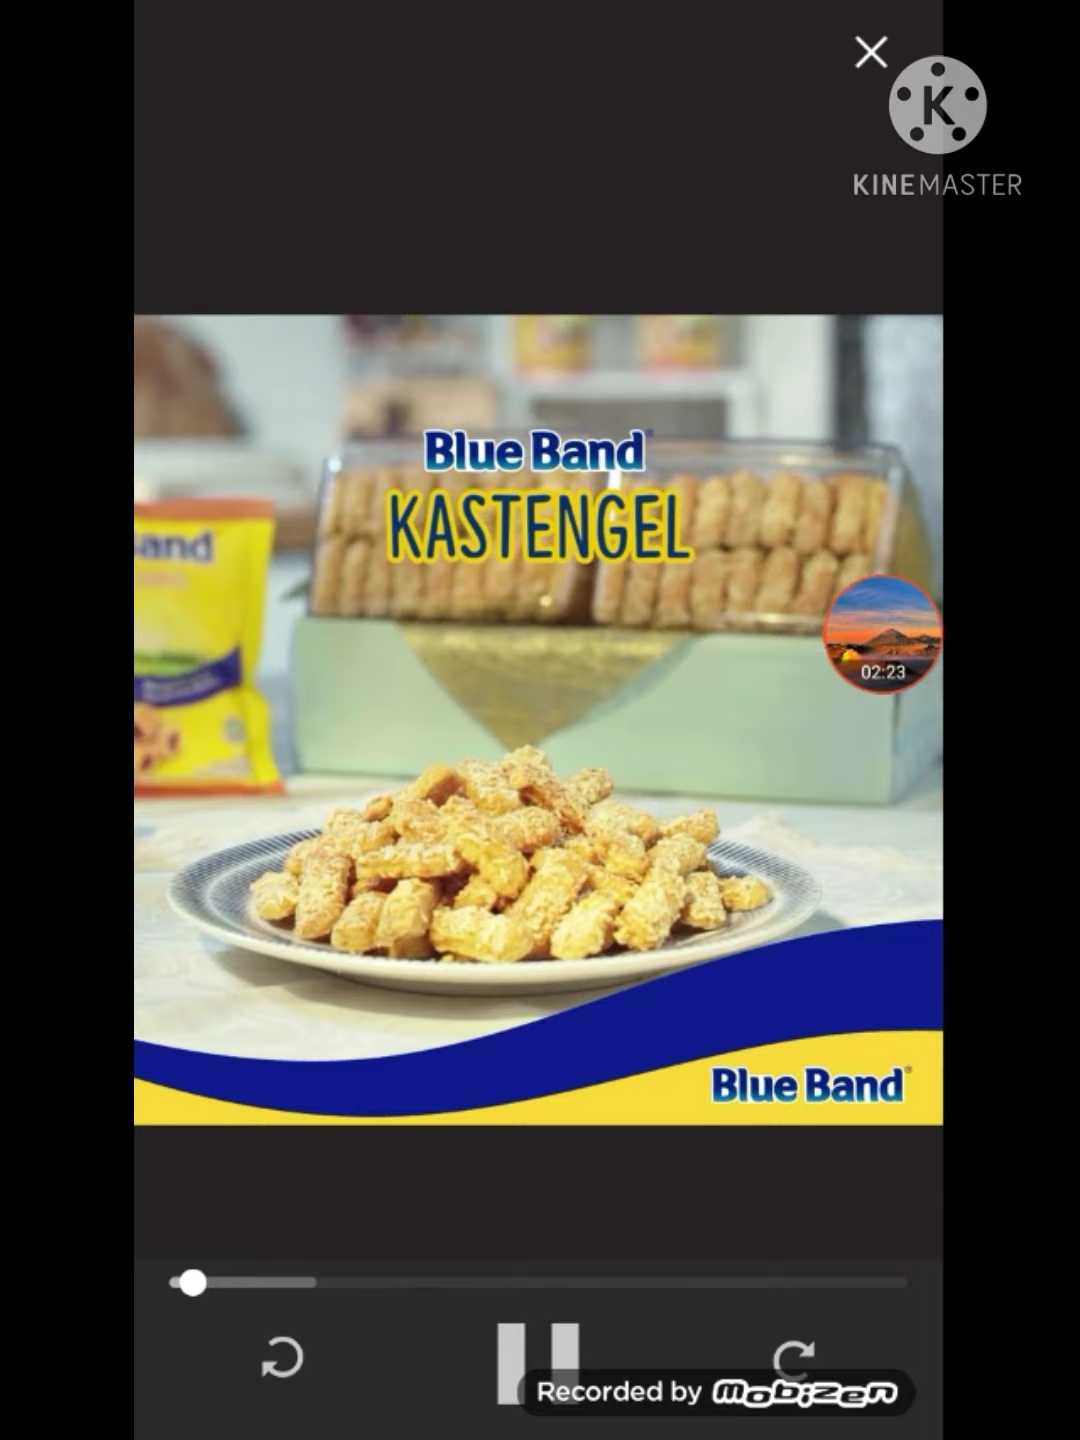 K
KINEMASTER
Blue Band
KASTENGEL
and
02:23
Blue Band
Recorded by mobizen